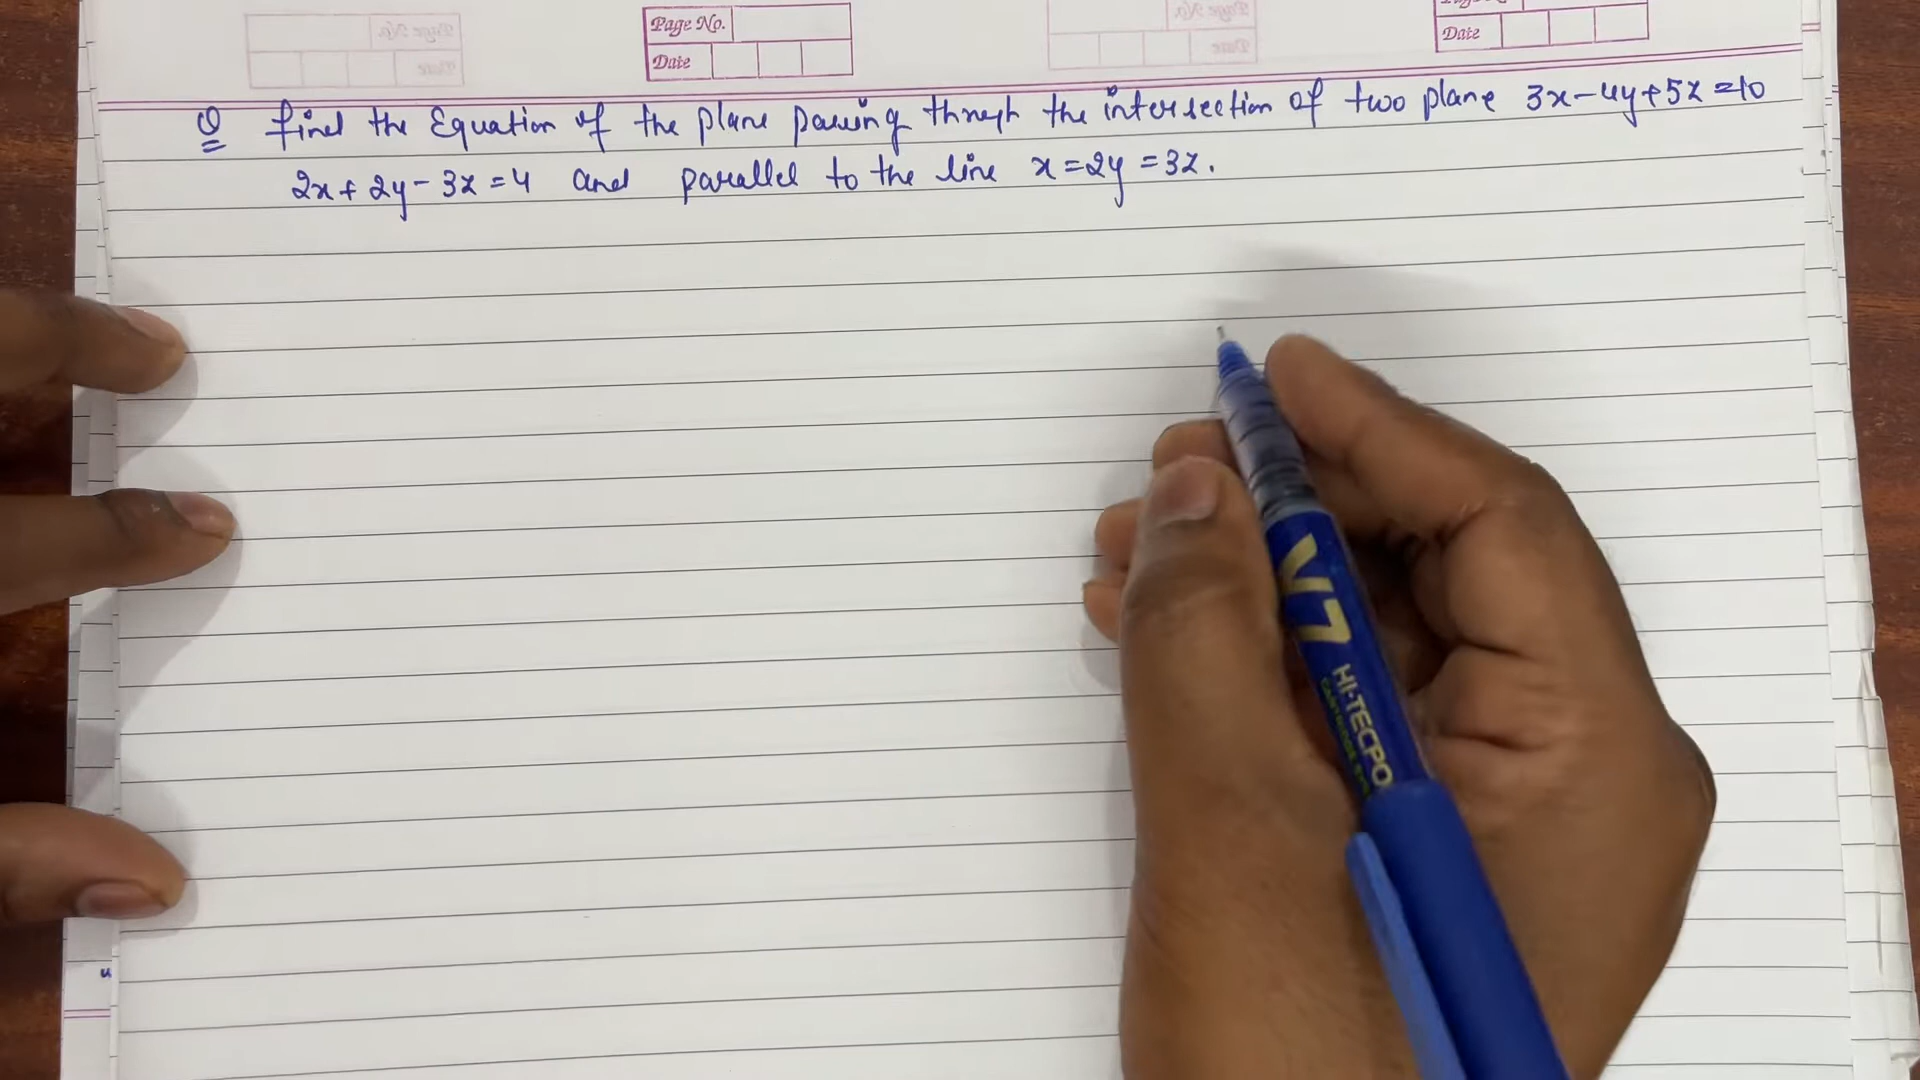 Page No.
Date
Date
Q find the Equation of the plane passing through the intersection of two plane 3x-4y+5z=10
2x+2y-3z=4 and parallel to the line x=2y=3z.
V7
HI-TECPO